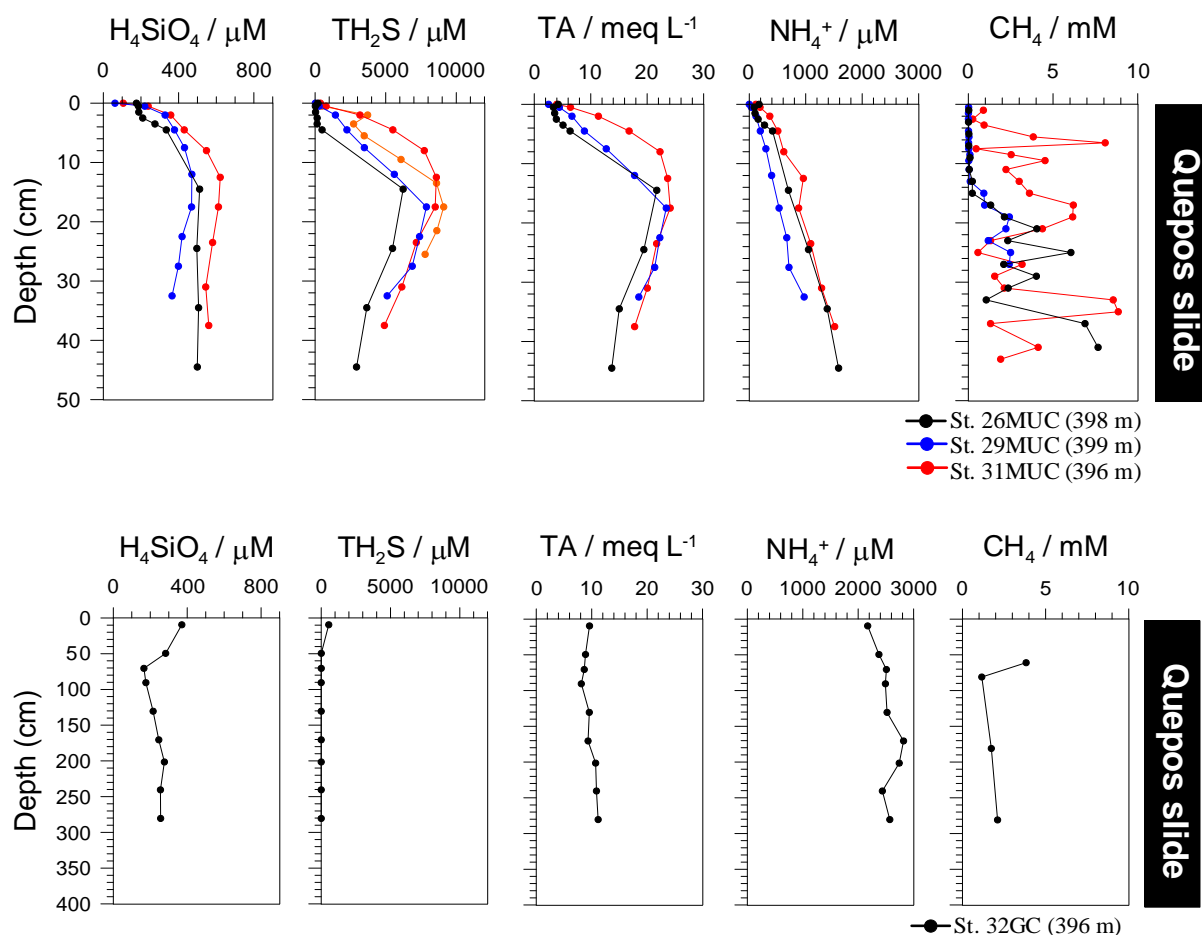 H₄SiO₄ / μM TH₂S / μM TA / meq L⁻¹ NH₄⁺ / μM CH₄ / mM
0 400 800 0 5000 10000 0 10 20 30 0 1000 2000 3000 0 5 10
0
10
20
30
40
50
Depth (cm)
Quepos slide
St. 26MUC (398 m)
St. 29MUC (399 m)
St. 31MUC (396 m)
H₄SiO₄ / μM TH₂S / μM TA / meq L⁻¹ NH₄⁺ / μM CH₄ / mM
0 400 800 0 5000 10000 0 10 20 30 0 1000 2000 3000 0 5 10
0
50
100
150
200
250
300
350
400
Depth (cm)
Quepos slide
St. 32GC (396 m)